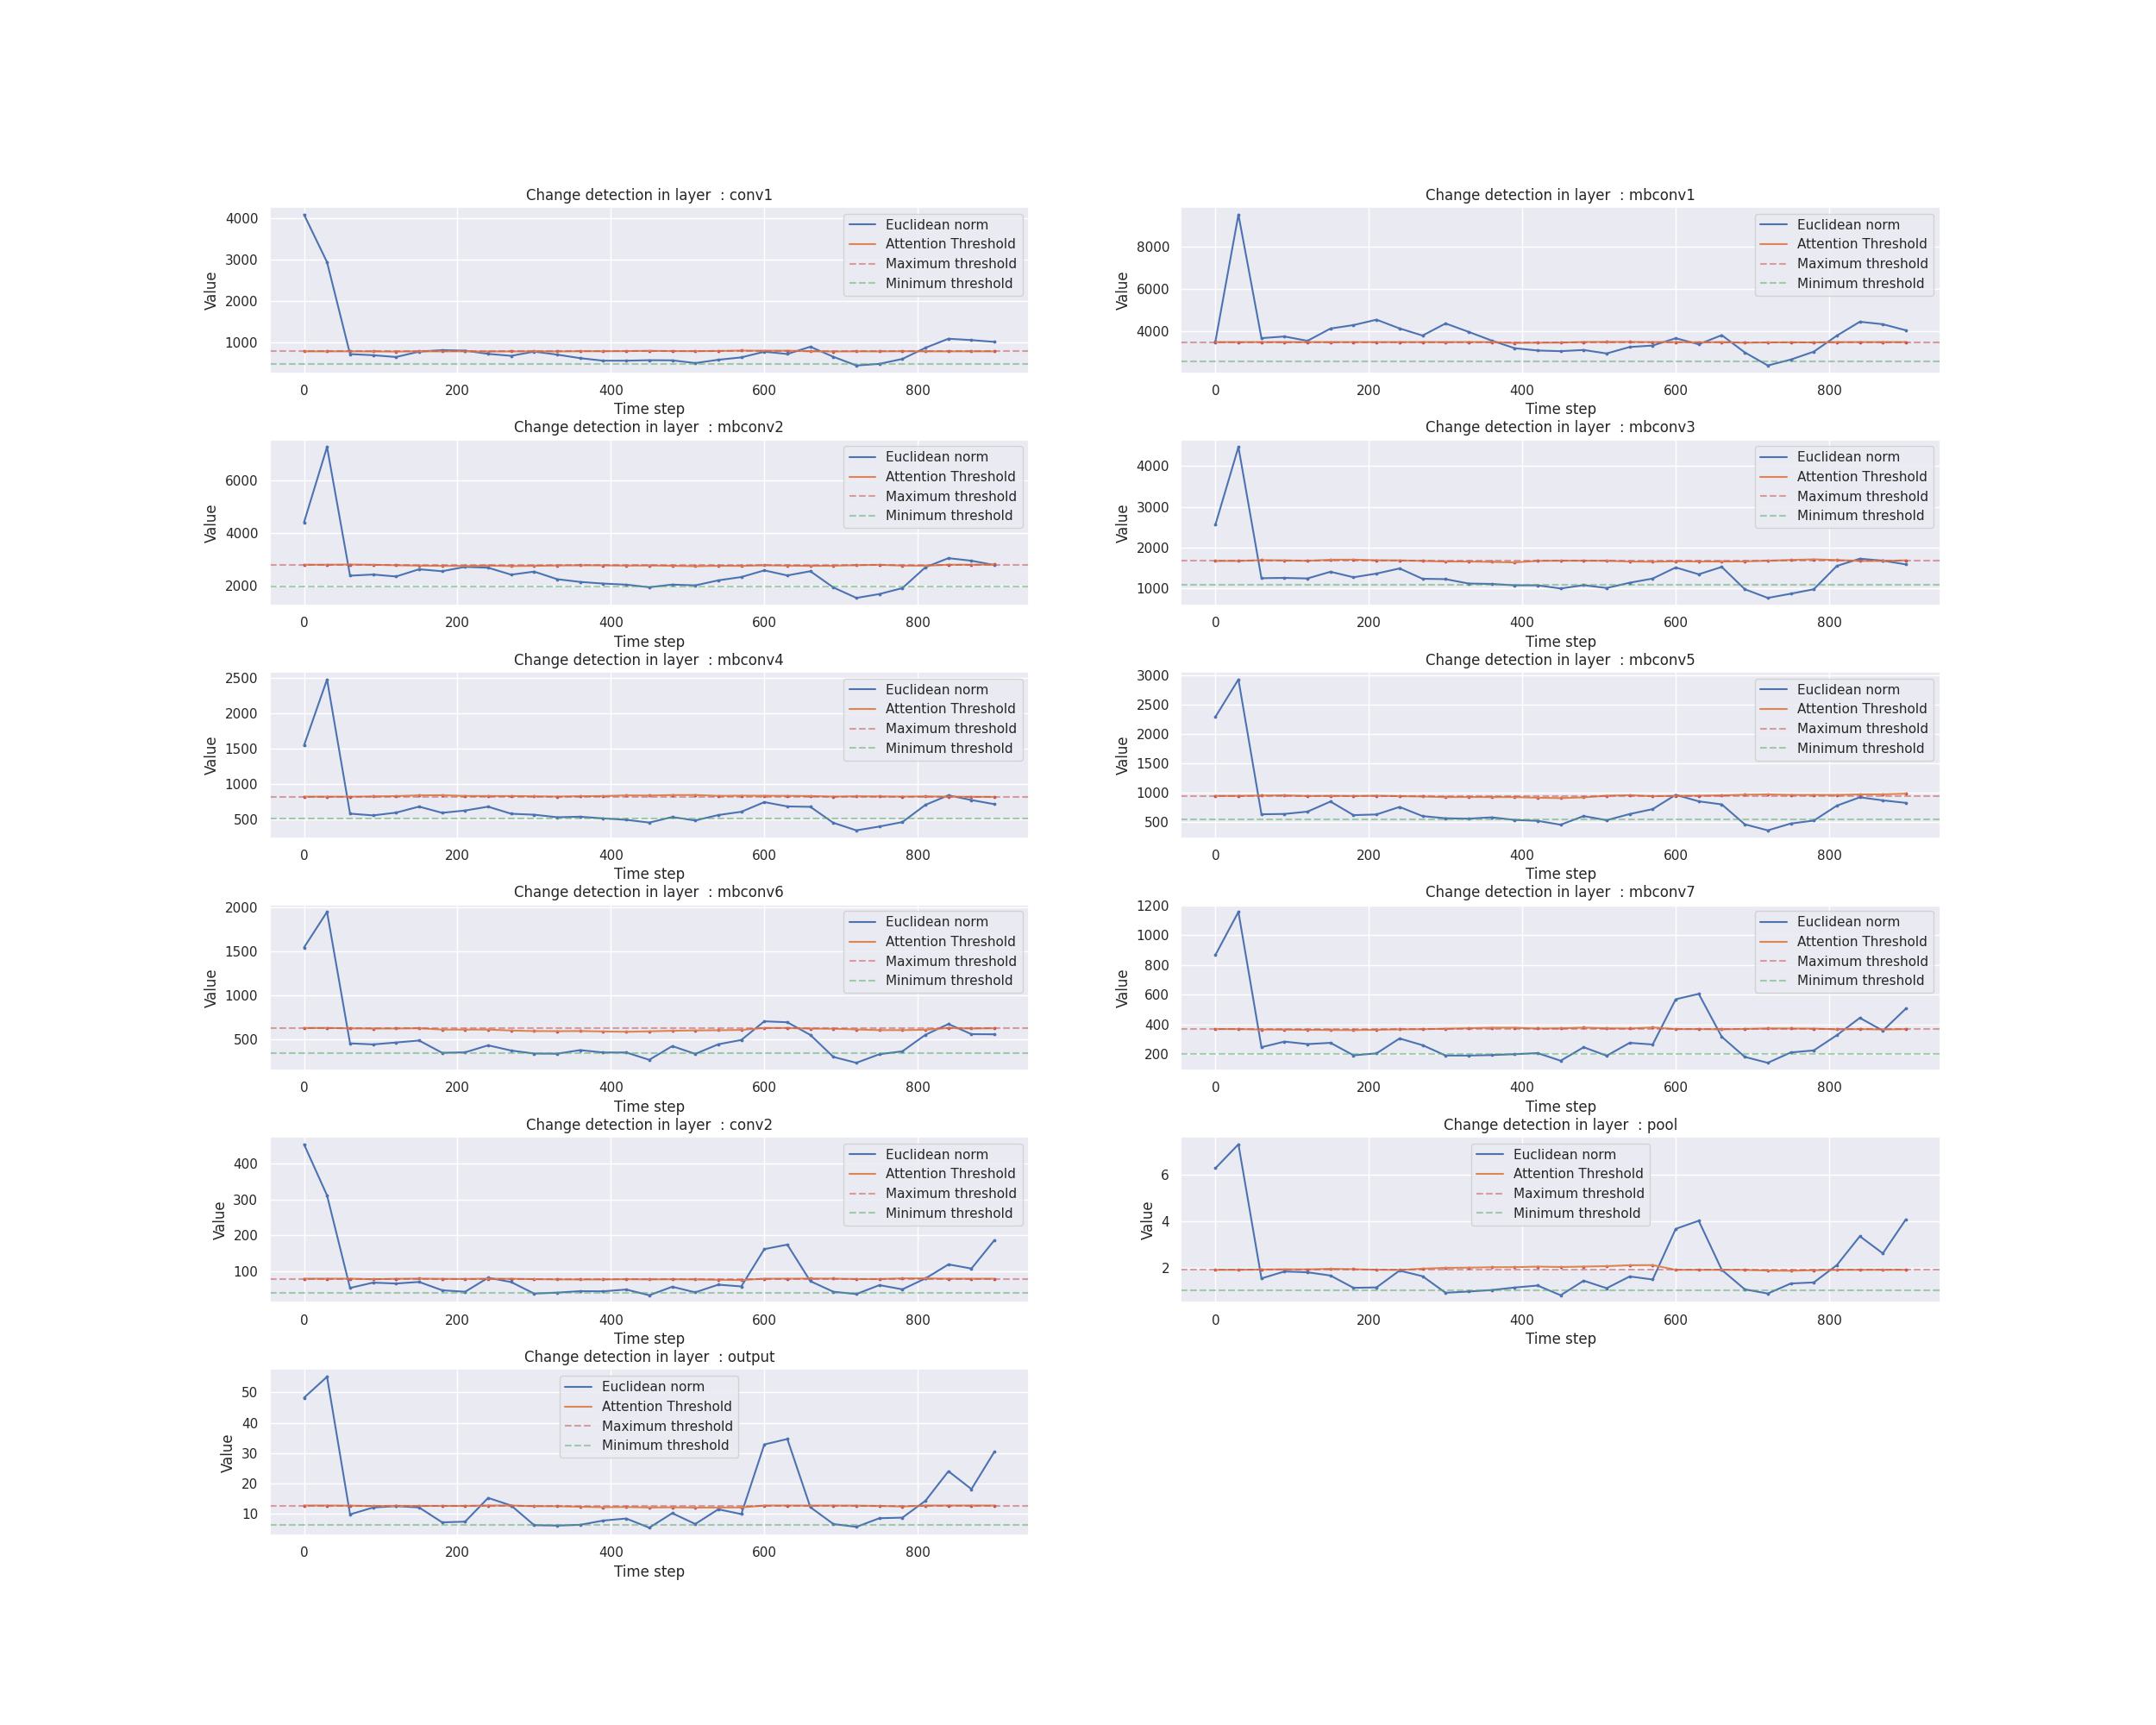 Change detection in layer  : conv1
Value
4000
3000
2000
1000
Euclidean norm
Attention Threshold
Maximum threshold
Minimum threshold
0 200 400 600 800
Time step
Change detection in layer  : mbconv1
Value
8000
6000
4000
Euclidean norm
Attention Threshold
Maximum threshold
Minimum threshold
0 200 400 600 800
Time step
Change detection in layer  : mbconv2
Value
6000
4000
2000
Euclidean norm
Attention Threshold
Maximum threshold
Minimum threshold
0 200 400 600 800
Time step
Change detection in layer  : mbconv3
Value
4000
3000
2000
1000
Euclidean norm
Attention Threshold
Maximum threshold
Minimum threshold
0 200 400 600 800
Time step
Change detection in layer  : mbconv4
Value
2500
2000
1500
1000
500
Euclidean norm
Attention Threshold
Maximum threshold
Minimum threshold
0 200 400 600 800
Time step
Change detection in layer  : mbconv5
Value
3000
2500
2000
1500
1000
500
Euclidean norm
Attention Threshold
Maximum threshold
Minimum threshold
0 200 400 600 800
Time step
Change detection in layer  : mbconv6
Value
2000
1500
1000
500
Euclidean norm
Attention Threshold
Maximum threshold
Minimum threshold
0 200 400 600 800
Time step
Change detection in layer  : mbconv7
Value
1200
1000
800
600
400
200
Euclidean norm
Attention Threshold
Maximum threshold
Minimum threshold
0 200 400 600 800
Time step
Change detection in layer  : conv2
Value
400
300
200
100
Euclidean norm
Attention Threshold
Maximum threshold
Minimum threshold
0 200 400 600 800
Time step
Change detection in layer  : pool
Value
6
4
2
Euclidean norm
Attention Threshold
Maximum threshold
Minimum threshold
0 200 400 600 800
Time step
Change detection in layer  : output
Value
50
40
30
20
10
Euclidean norm
Attention Threshold
Maximum threshold
Minimum threshold
0 200 400 600 800
Time step